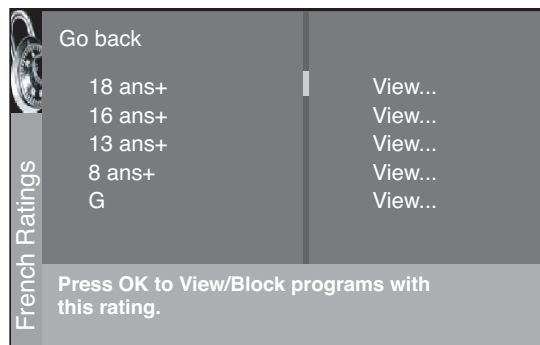 Go back
18 ans+ View...
16 ans+ View...
13 ans+ View...
8 ans+ View...
G View...
French Ratings
Press OK to View/Block programs with
this rating.